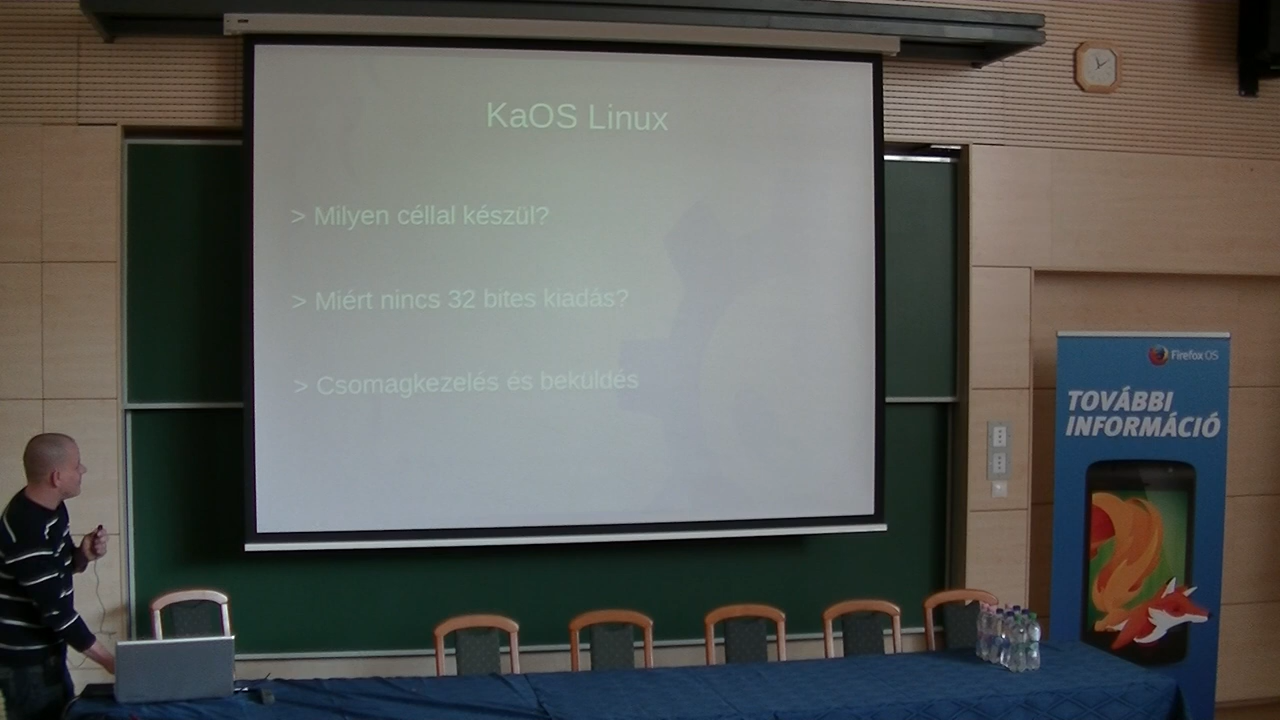 KaOS Linux
> Milyen céllal készül?
> Miért nincs 32 bites kiadás?
> Csomagkezelés és beküldés
Firefox OS
TOVÁBBI
INFORMÁCIÓ